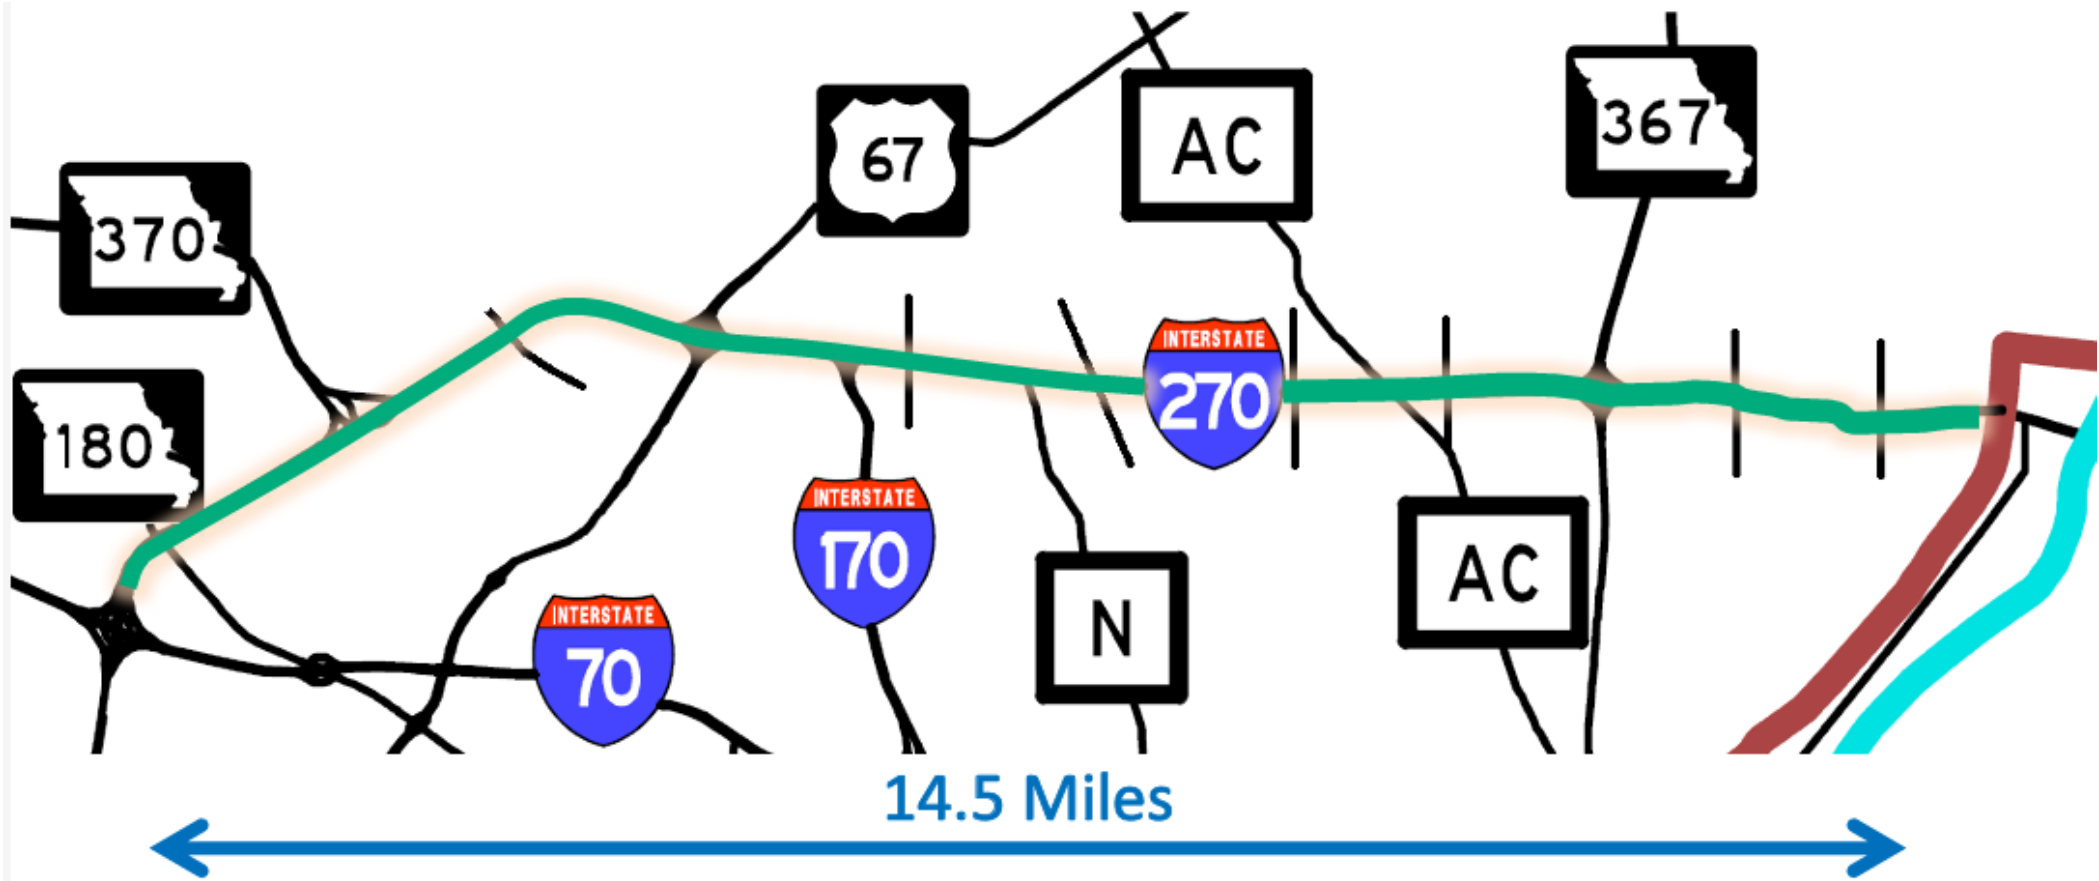 67
AC
367
370
INTERSTATE
270
180
INTERSTATE
170
AC
INTERSTATE
70
N
14.5 Miles